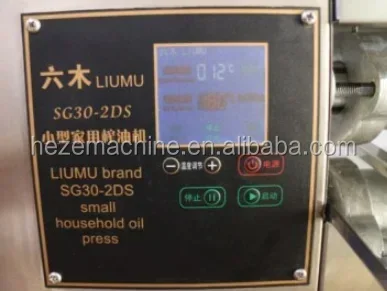 六木 LIUMU
SG30-2DS
小型家用榨油机
LIUMU brand
SG30-2DS
small
household oil
press
LIUMU
012°
温度调节
电源
停止
启动
hezemachine.en.alibaba.com